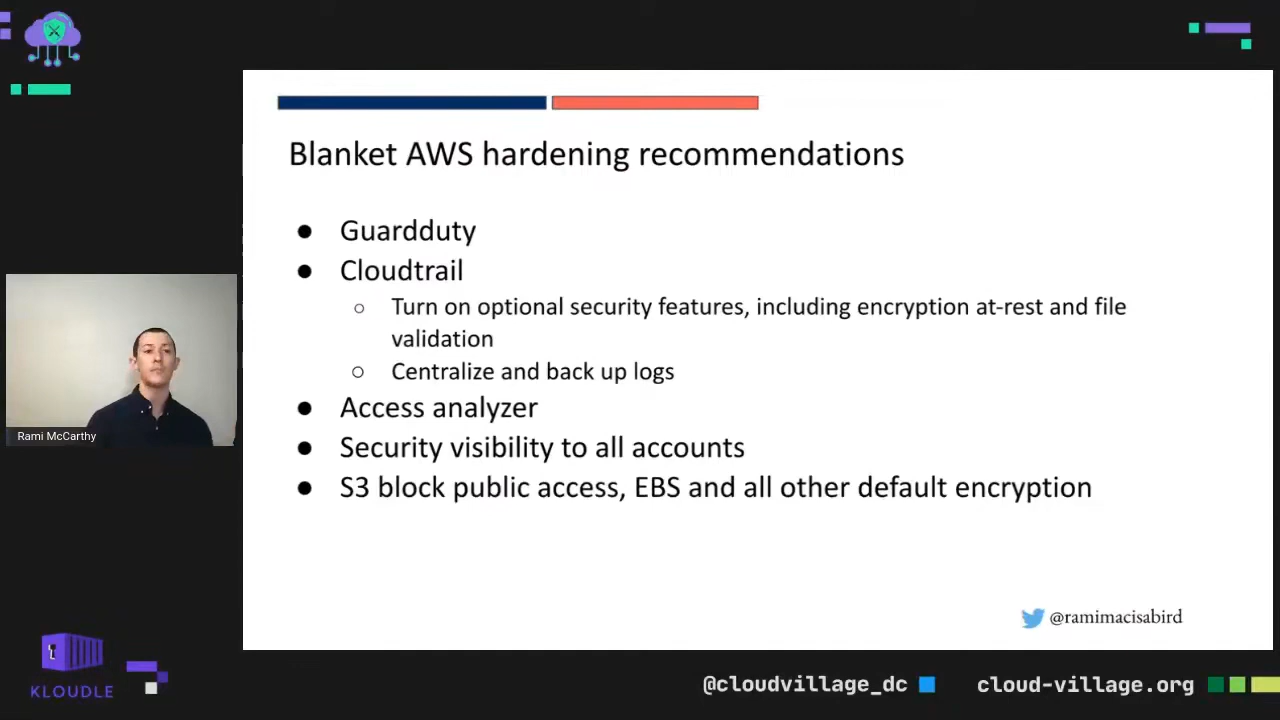 Blanket AWS hardening recommendations
● Guardduty
● Cloudtrail
○ Turn on optional security features, including encryption at-rest and file
validation
○ Centralize and back up logs
● Access analyzer
● Security visibility to all accounts
● S3 block public access, EBS and all other default encryption
@ramimacisabird
Rami McCarthy
KLOUDLE
@cloudvillage_dc
cloud-village.org